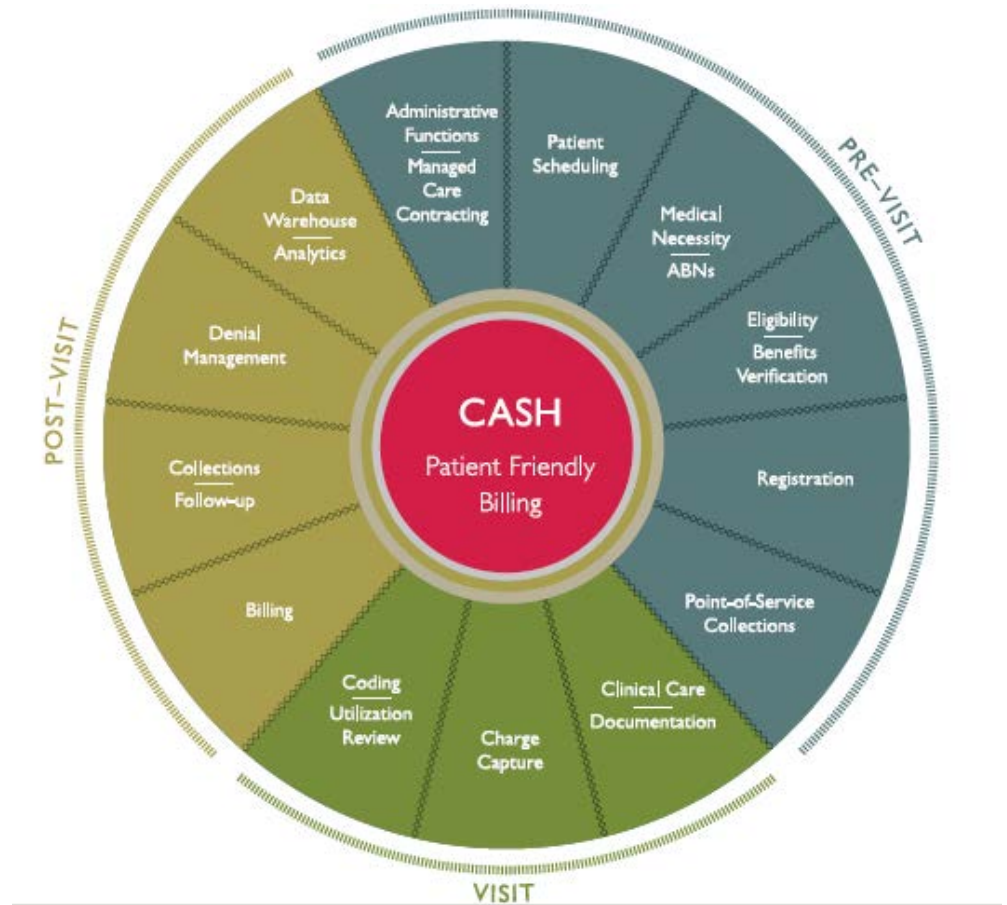 PRE–VISIT
Administrative
Functions
Managed
Care
Contracting
Patient
Scheduling
Medical
Necessity
ABNs
Eligibility
Benefits
Verification
Registration
Point-of-Service
Collections
Clinical Care
Documentation
Charge
Capture
Coding
Utilization
Review
VISIT
Billing
Collections
Follow-up
Denial
Management
Data
Warehouse
Analytics
POST–VISIT
CASH
Patient Friendly
Billing